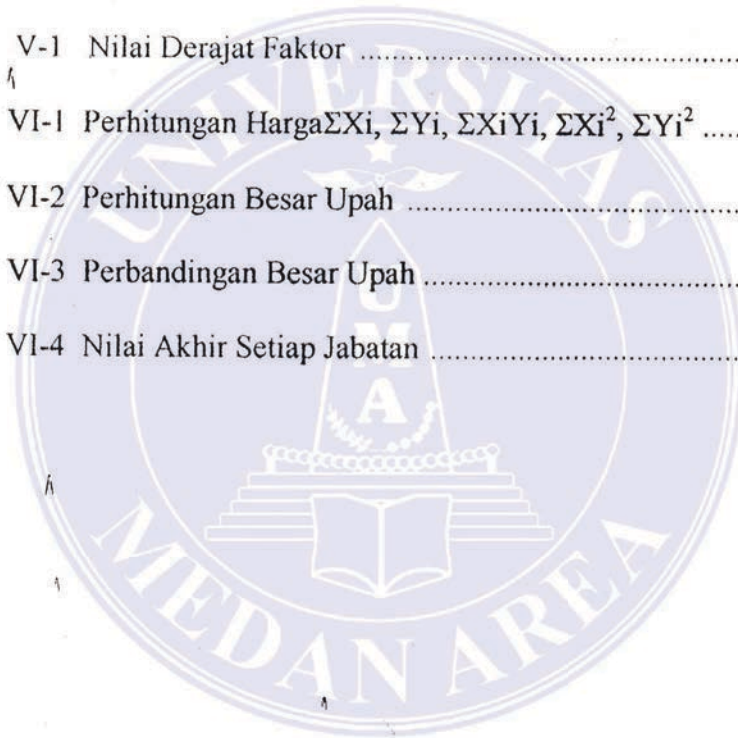 V-1 Nilai Derajat Faktor ........................................................
VI-1 Perhitungan HargaΣXi, ΣYi, ΣXiYi, ΣXi², ΣYi² .....
VI-2 Perhitungan Besar Upah ................................................
VI-3 Perbandingan Besar Upah .............................................
VI-4 Nilai Akhir Setiap Jabatan ............................................
UNIVERSITAS
UMA
MEDAN AREA